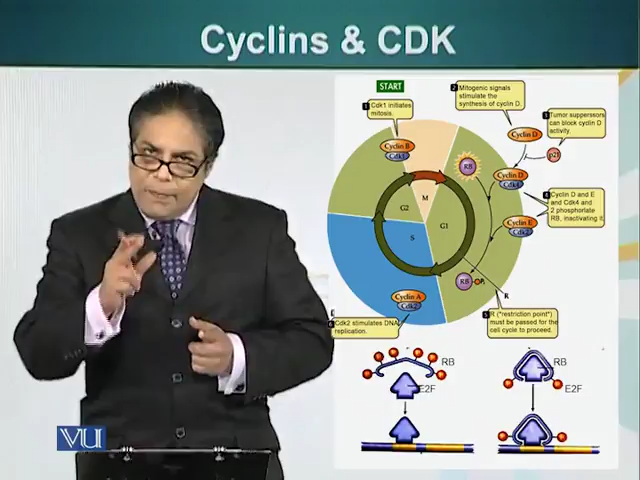 Cyclins & CDK
START
1 Cdk1 initiates
mitosis.
2 Mitogenic signals
stimulate the
synthesis of cyclin D.
3 Tumor supperssors
can block cyclin D
activity.
Cyclin D
p21
Cyclin B
Cdk1
RB
Cyclin D
Cdk4
4 Cyclin D and E
and Cdk4 and
2 phosforlate
RB, inactivating it.
M
G2
G1
Cyclin E
Cdk2
S
RB
P
R
Cyclin A
Cdk2
5 R ("restriction point")
must be passed for the
cell cycle to proceed.
6 Cdk2 stimulates DNA
replication.
RB
E2F
RB
E2F
VU